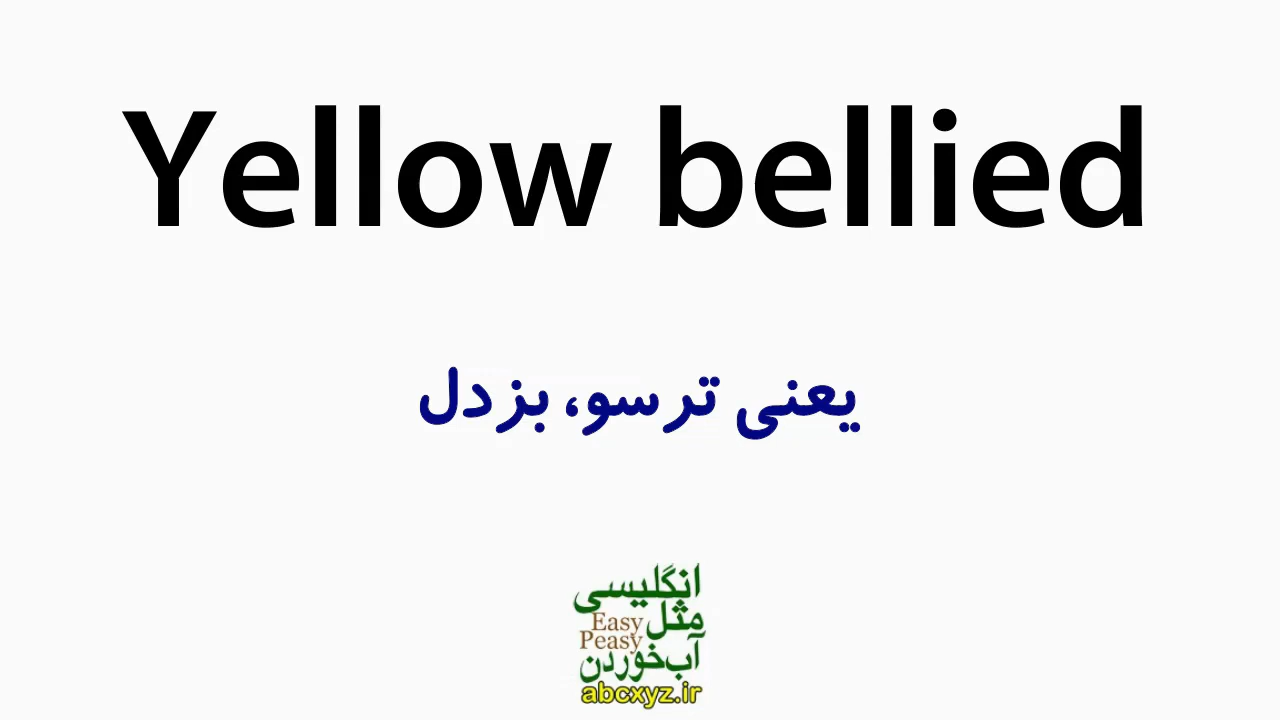 Yellow bellied
یعنی ترسو، بزدل
انگلیسی
مثل
Easy
Peasy
آب‌خوردن
abcxyz.ir